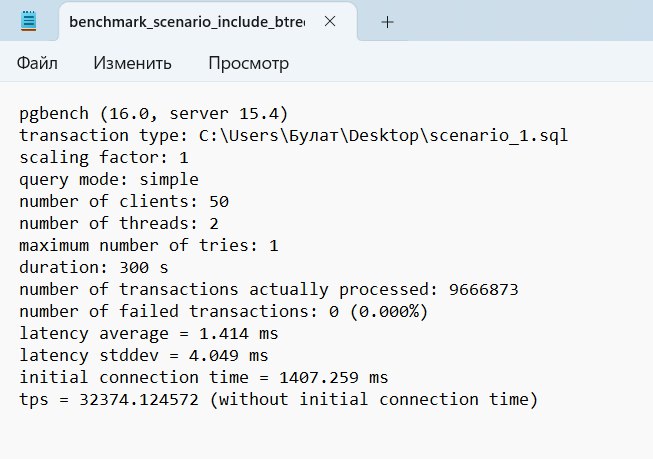 benchmark_scenario_include_btre
Файл Изменить Просмотр
pgbench (16.0, server 15.4)
transaction type: C:\Users\Булат\Desktop\scenario_1.sql
scaling factor: 1
query mode: simple
number of clients: 50
number of threads: 2
maximum number of tries: 1
duration: 300 s
number of transactions actually processed: 9666873
number of failed transactions: 0 (0.000%)
latency average = 1.414 ms
latency stddev = 4.049 ms
initial connection time = 1407.259 ms
tps = 32374.124572 (without initial connection time)